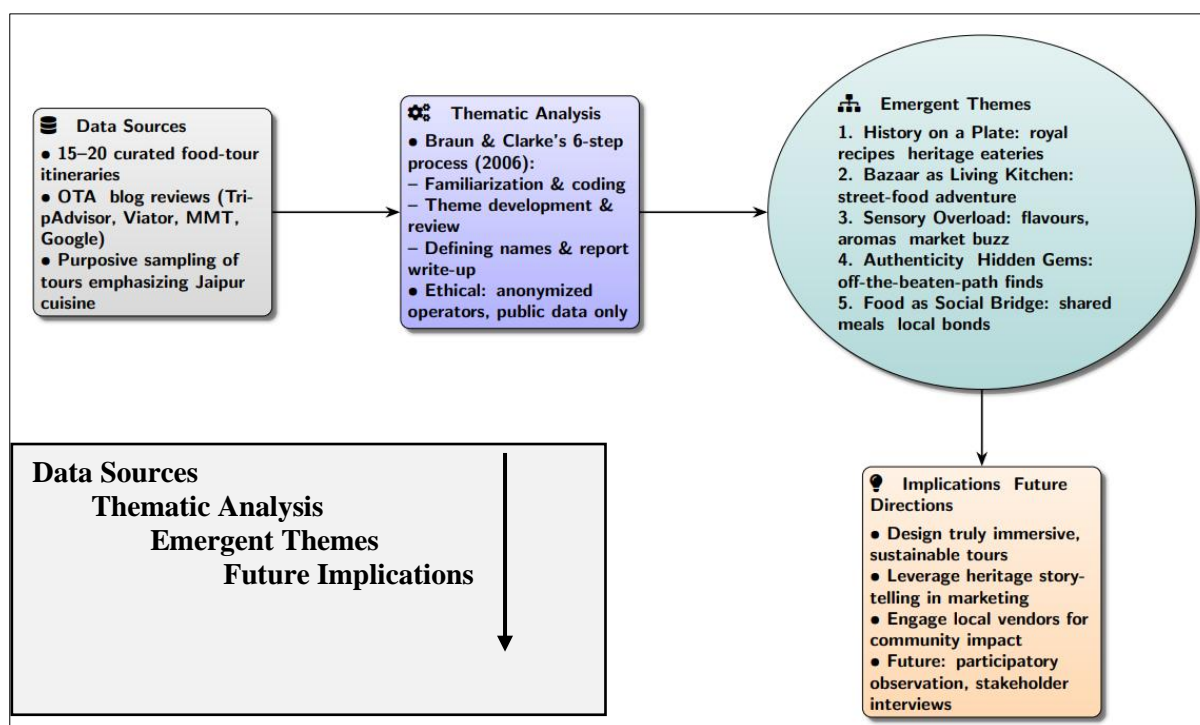 Data Sources
● 15–20 curated food-tour
itineraries
● OTA blog reviews (Tri-
pAdvisor, Viator, MMT,
Google)
● Purposive sampling of
tours emphasizing Jaipur
cuisine
Thematic Analysis
● Braun & Clarke's 6-step
process (2006):
– Familiarization & coding
– Theme development &
review
– Defining names & report
write-up
● Ethical: anonymized
operators, public data only
Emergent Themes
1. History on a Plate: royal
recipes heritage eateries
2. Bazaar as Living Kitchen:
street-food adventure
3. Sensory Overload: flavours,
aromas market buzz
4. Authenticity Hidden Gems:
off-the-beaten-path finds
5. Food as Social Bridge: shared
meals local bonds
Implications Future
Directions
● Design truly immersive,
sustainable tours
● Leverage heritage story-
telling in marketing
● Engage local vendors for
community impact
● Future: participatory
observation, stakeholder
interviews
Data Sources
Thematic Analysis
Emergent Themes
Future Implications